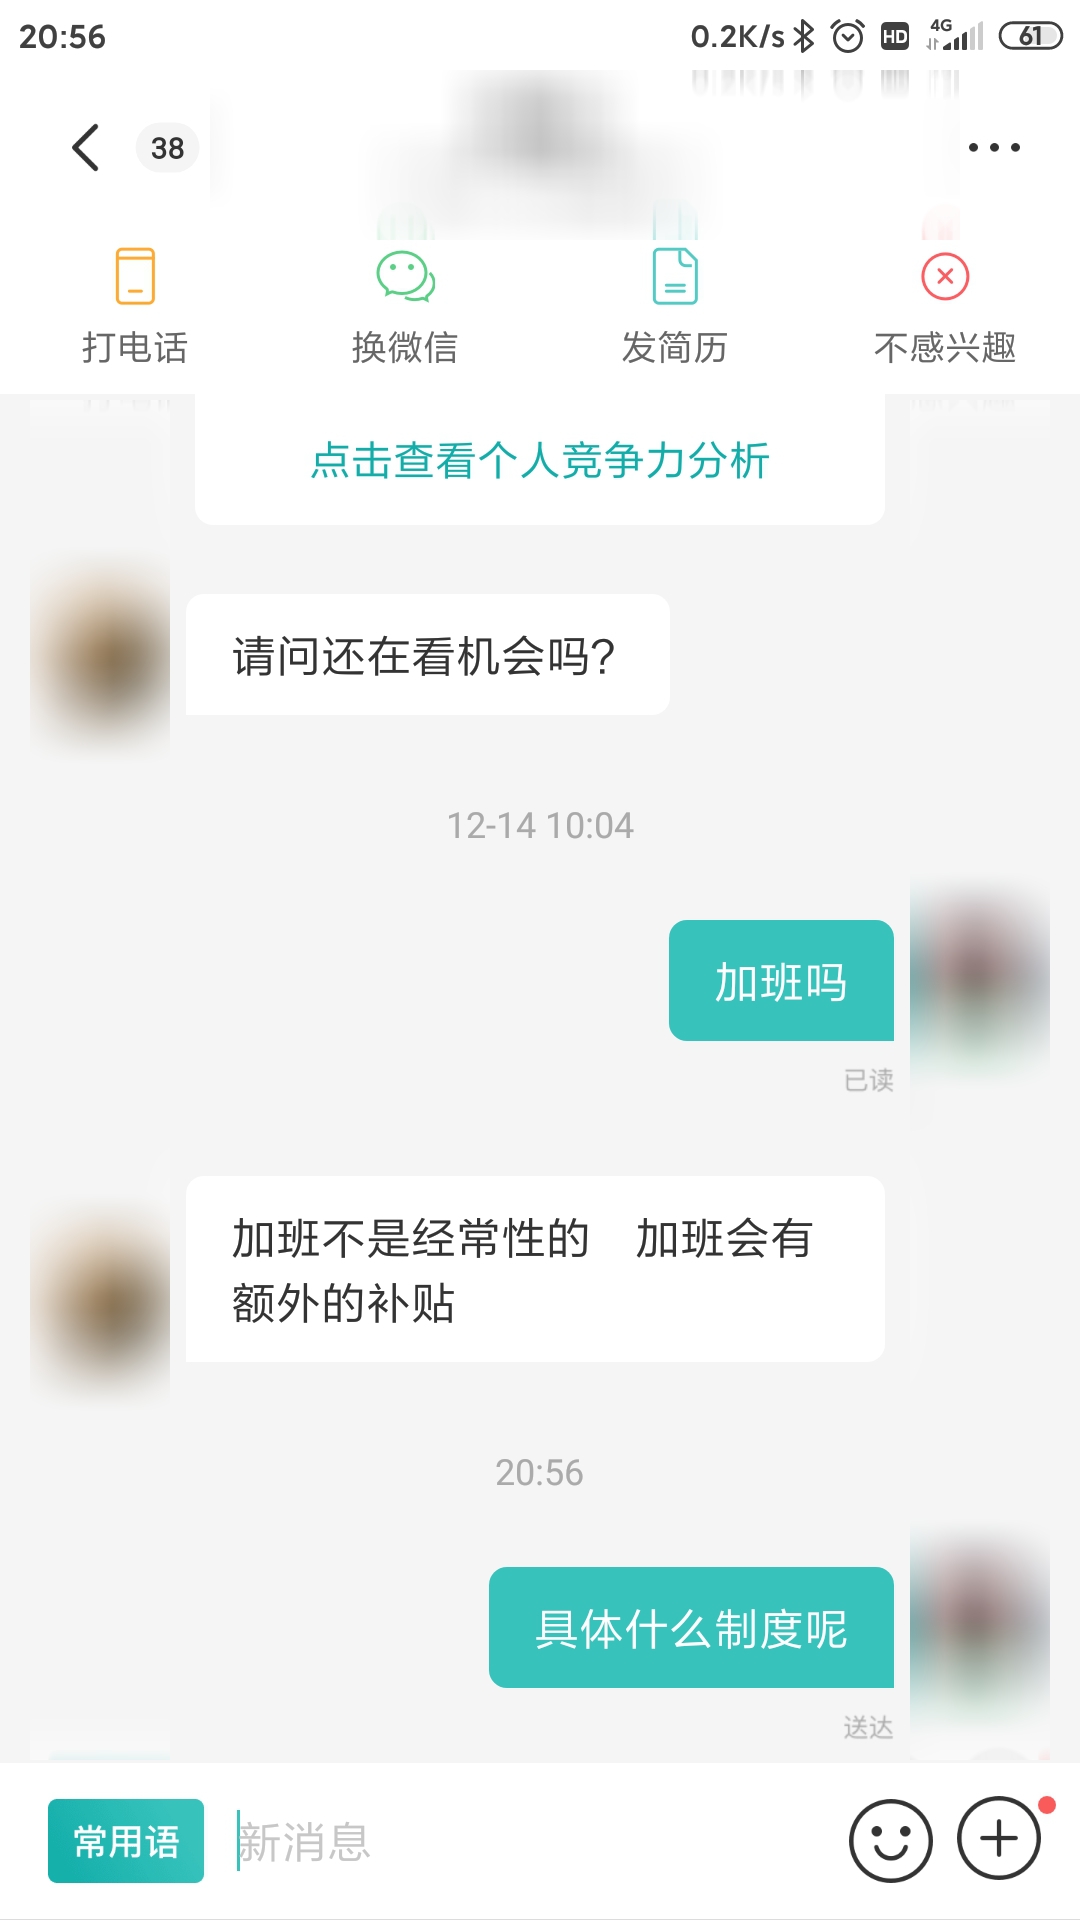 20:56
0.2K/s HD 4G 61
38
打电话 换微信 发简历 不感兴趣
点击查看个人竞争力分析
请问还在看机会吗?
12-14 10:04
加班吗
已读
加班不是经常性的 加班会有
额外的补贴
20:56
具体什么制度呢
送达
常用语 新消息